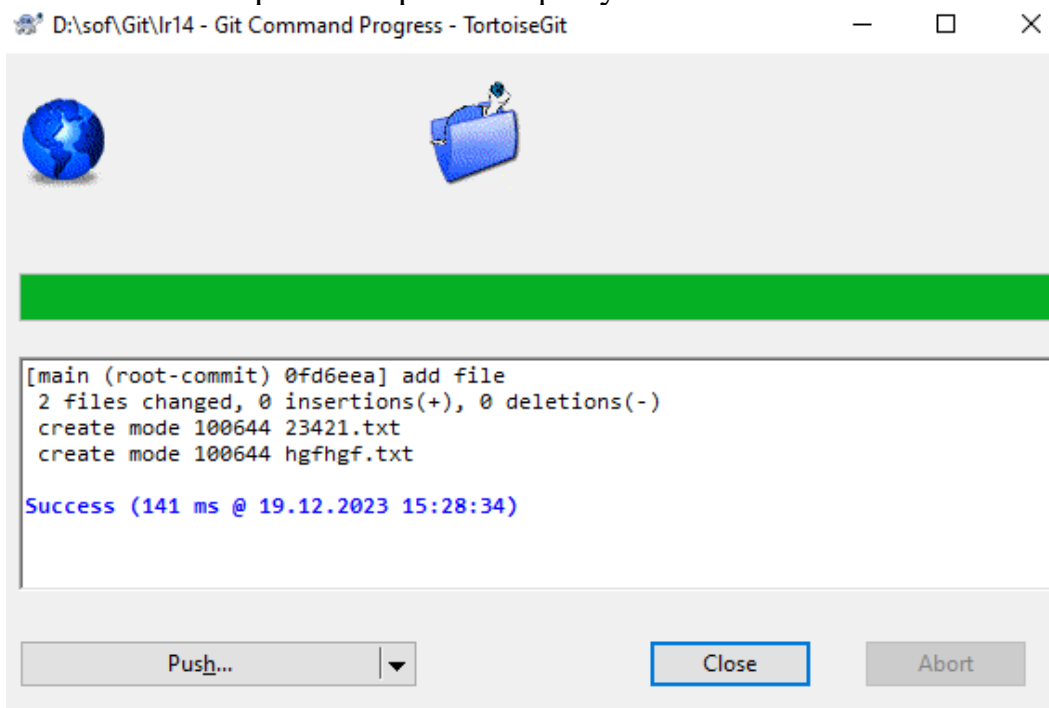 D:\sof\Git\lr14 - Git Command Progress - TortoiseGit
[main (root-commit) 0fd6eea] add file
2 files changed, 0 insertions(+), 0 deletions(-)
create mode 100644 23421.txt
create mode 100644 hgfhgf.txt
Success (141 ms @ 19.12.2023 15:28:34)
Push...
Close
Abort